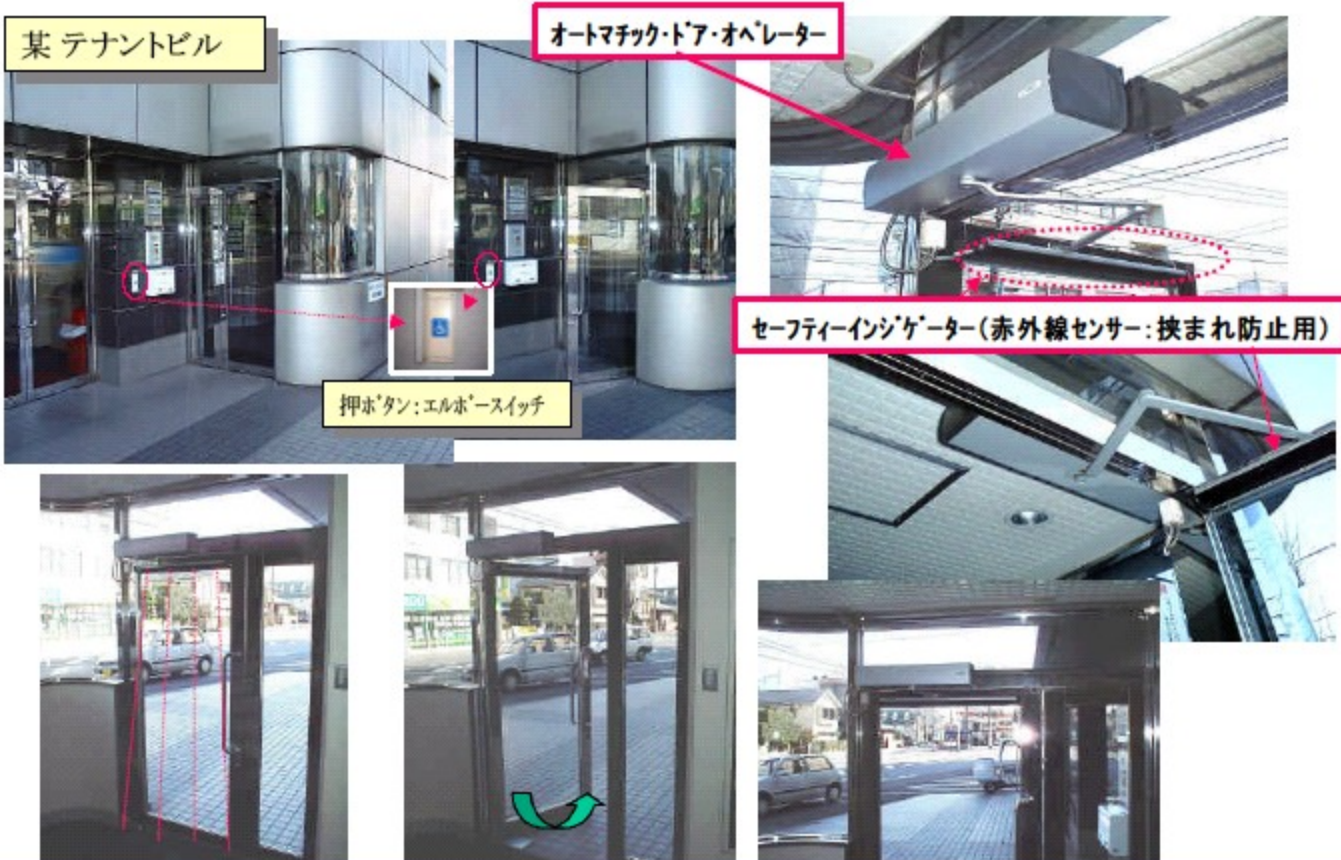 某 テナントビル
オートマチック・ドア・オペレーター
セーフティーインジゲーター(赤外線センサー:挟まれ防止用)
押ボタン:エルボースイッチ